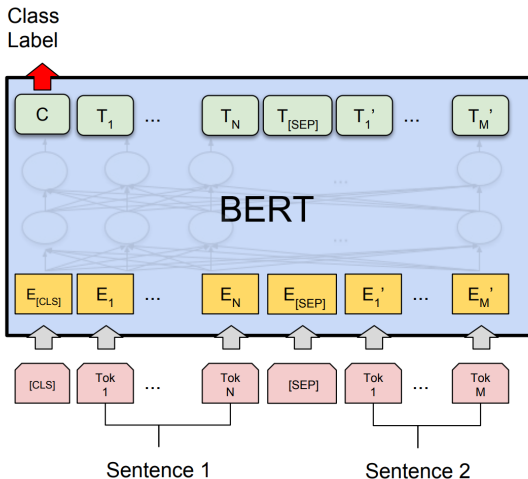 Class
Label
C T1 ... TN T[SEP] T1' ... TM'
...
BERT
...
E[CLS] E1 ... EN E[SEP] E1' ... EM'
[CLS] Tok 1 ... Tok N [SEP] Tok 1 ... Tok M
Sentence 1 Sentence 2